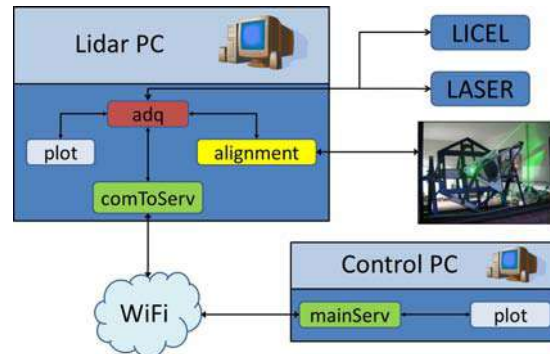 Lidar PC
LICEL
LASER
adq
plot
alignment
comToServ
Control PC
WiFi
mainServ
plot